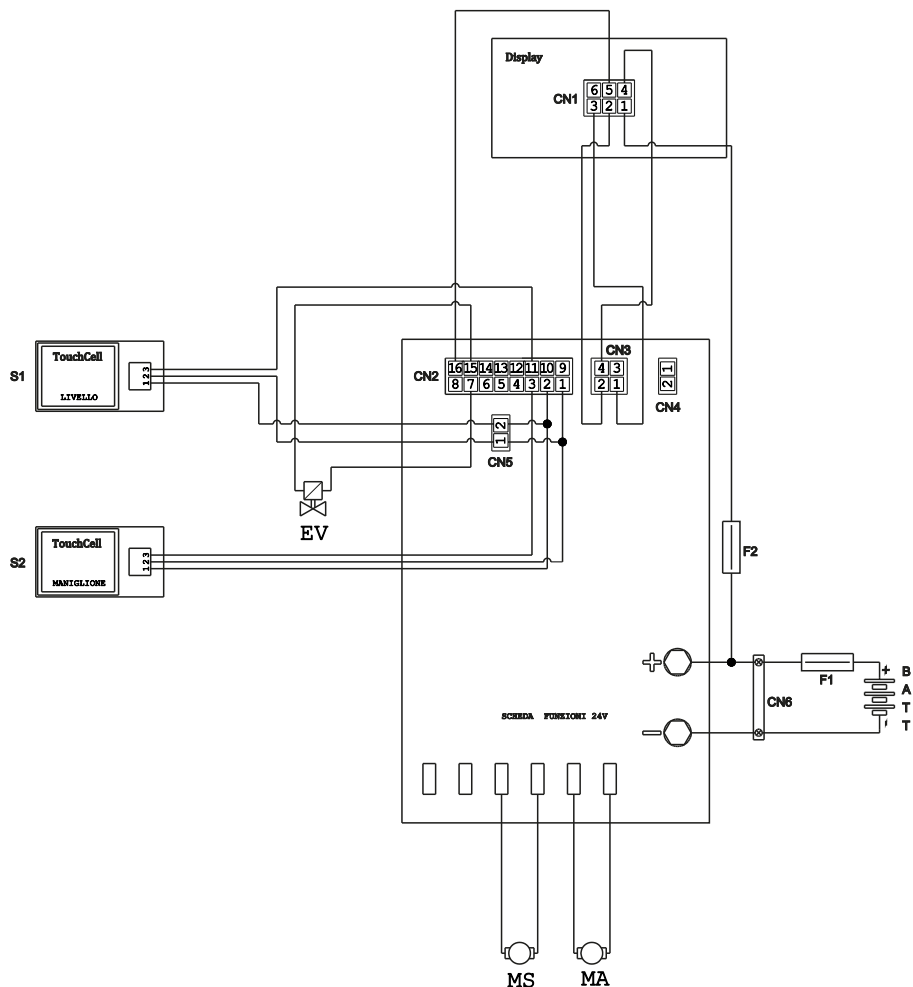 Display
CN1
6 5 4
3 2 1
CN3
CN2
16 15 14 13 12 11 10 9
8 7 6 5 4 3 2 1
4 3
2 1
1
2
CN4
S1
TouchCell
LIVELLO
1 2 3
2
1
CN5
EV
S2
TouchCell
MANIGLIONE
1 2 3
F2
+
CN6
F1
+
-
B
A
T
T
SCHEDA FUNZIONI 24V
MS
MA